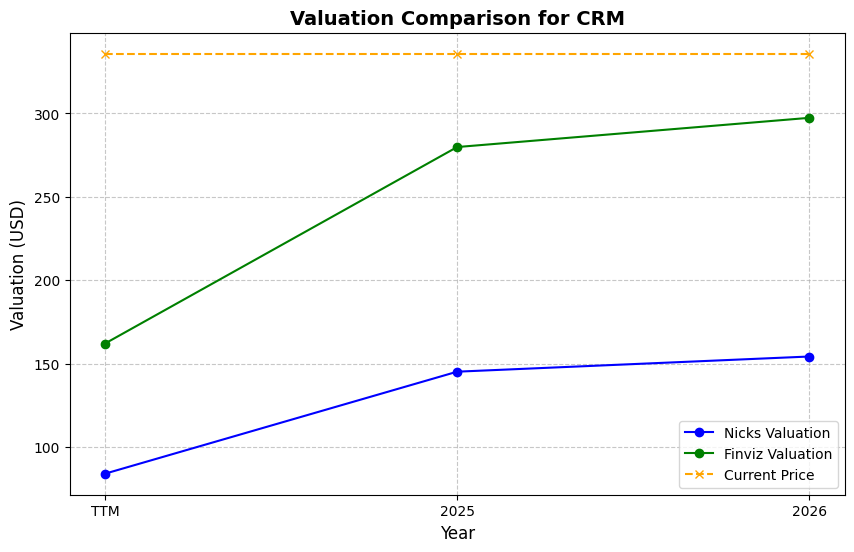 Valuation Comparison for CRM
Valuation (USD)
300
250
200
150
100
TTM
2025
2026
Year
Nicks Valuation
Finviz Valuation
Current Price